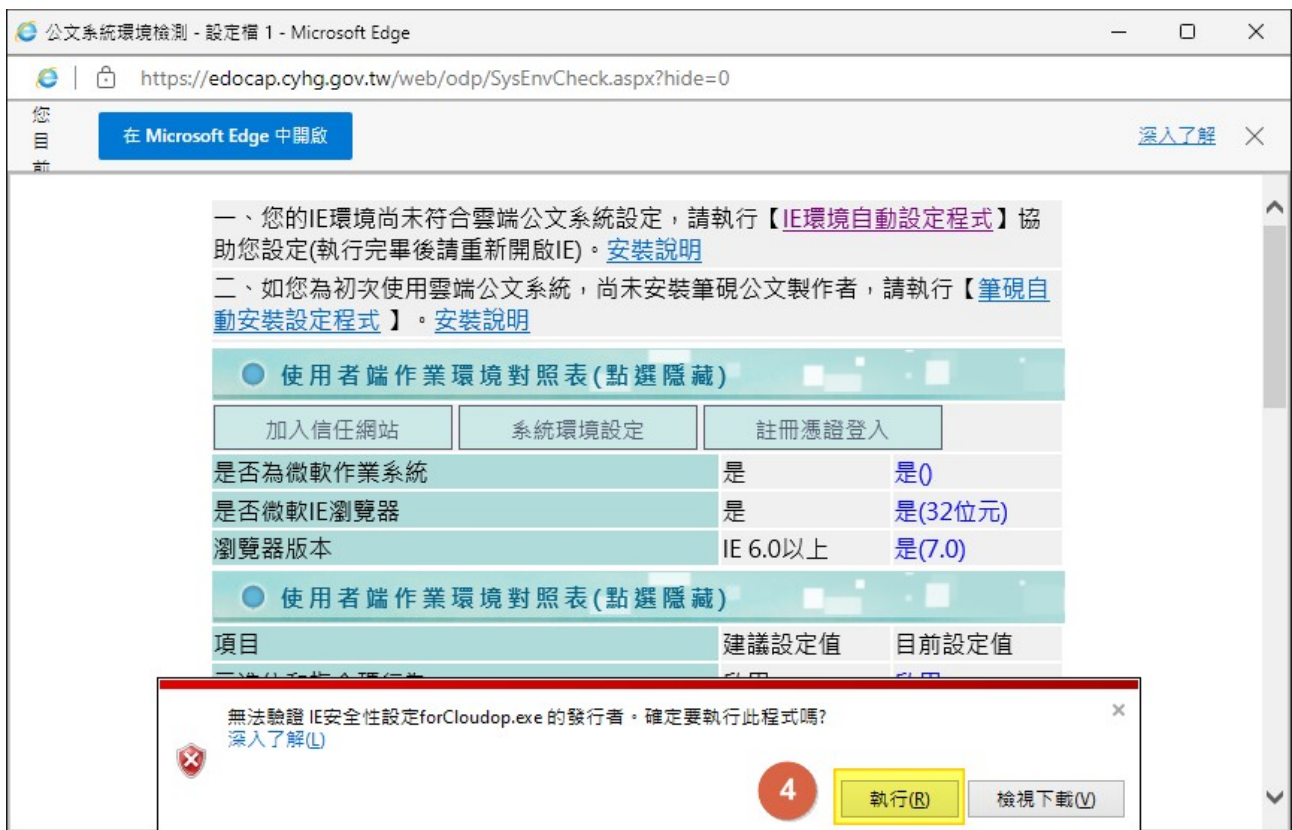 公文系統環境檢測 - 設定檔 1 - Microsoft Edge
https://edocap.cyhg.gov.tw/web/odp/SysEnvCheck.aspx?hide=0
您
目
前
在 Microsoft Edge 中開啟
深入了解
一、您的IE環境尚未符合雲端公文系統設定，請執行【IE環境自動設定程式】協
助您設定(執行完畢後請重新開啟IE)。安裝說明
二、如您為初次使用雲端公文系統，尚未安裝筆硯公文製作者，請執行【筆硯自
動安裝設定程式 】。安裝說明
使用者端作業環境對照表(點選隱藏)
加入信任網站 系統環境設定 註冊憑證登入
是否為微軟作業系統 是 是()
是否微軟IE瀏覽器 是 是(32位元)
瀏覽器版本 IE 6.0以上 是(7.0)
使用者端作業環境對照表(點選隱藏)
項目 建議設定值 目前設定值
無法驗證 IE安全性設定forCloudop.exe 的發行者。確定要執行此程式嗎?
深入了解(L)
4 執行(R) 檢視下載(V)